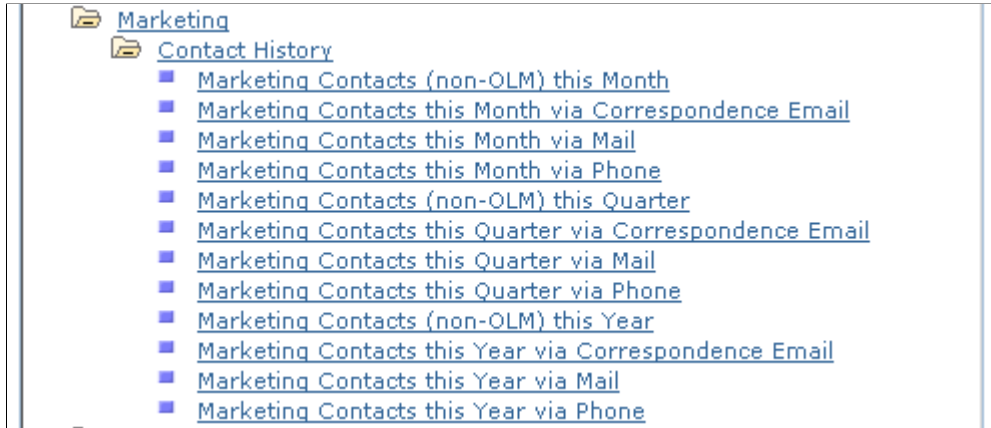 Marketing
Contact History
Marketing Contacts (non-OLM) this Month
Marketing Contacts this Month via Correspondence Email
Marketing Contacts this Month via Mail
Marketing Contacts this Month via Phone
Marketing Contacts (non-OLM) this Quarter
Marketing Contacts this Quarter via Correspondence Email
Marketing Contacts this Quarter via Mail
Marketing Contacts this Quarter via Phone
Marketing Contacts (non-OLM) this Year
Marketing Contacts this Year via Correspondence Email
Marketing Contacts this Year via Mail
Marketing Contacts this Year via Phone